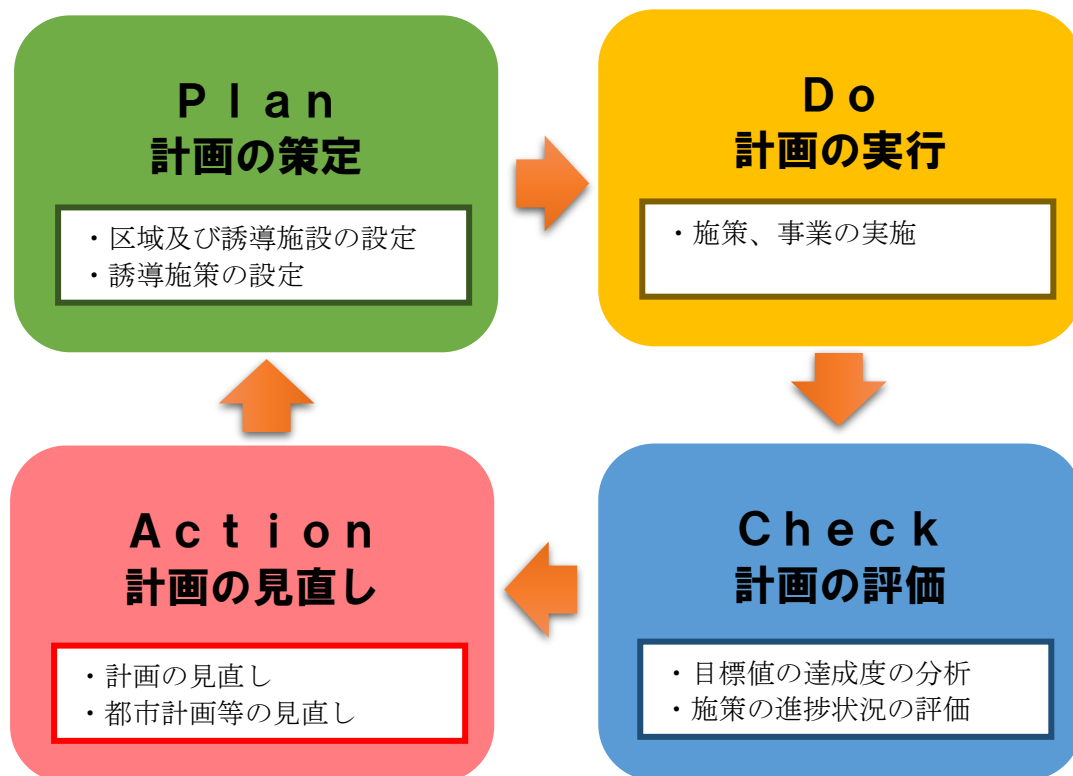 Ｐｌａｎ
計画の策定
・区域及び誘導施設の設定
・誘導施策の設定
Ｄｏ
計画の実行
・施策、事業の実施
Ａｃｔｉｏｎ
計画の見直し
・計画の見直し
・都市計画等の見直し
Ｃｈｅｃｋ
計画の評価
・目標値の達成度の分析
・施策の進捗状況の評価